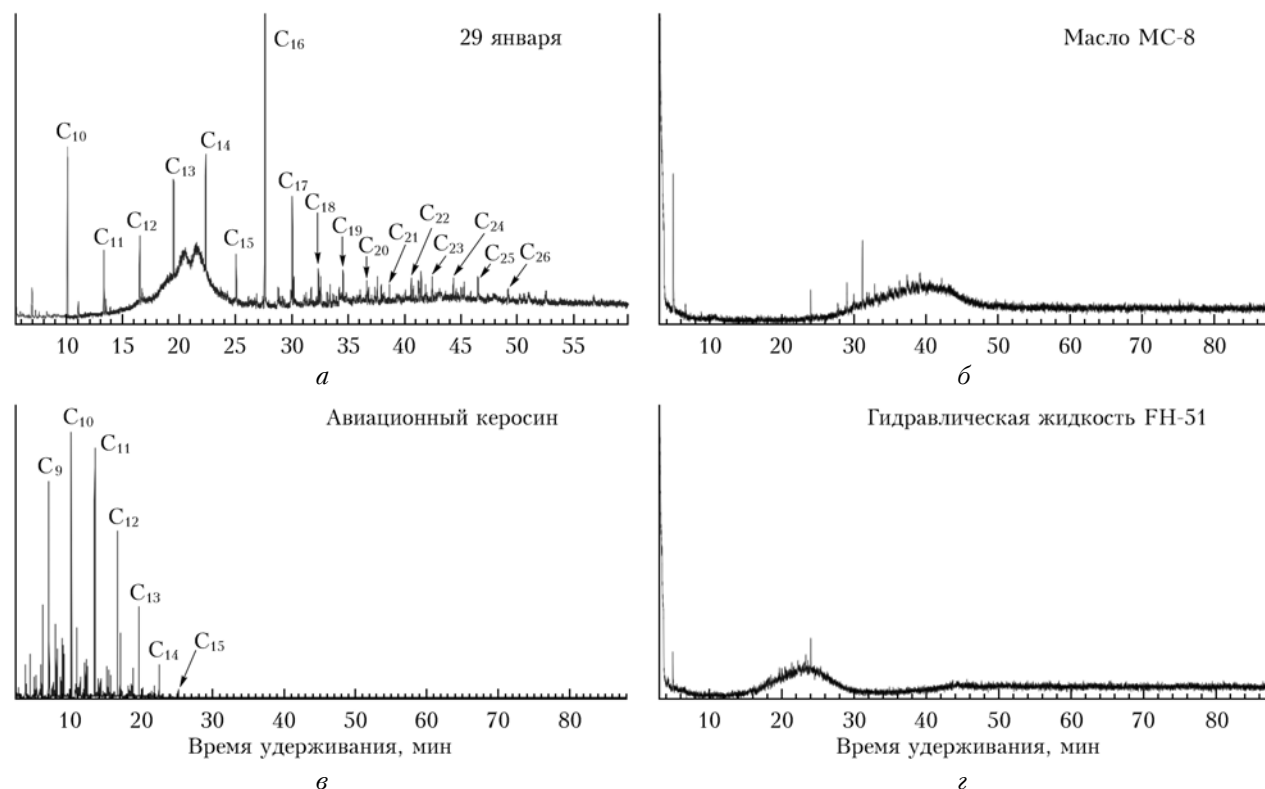 29 января
C₁₆
C₁₀
C₁₄
C₁₃
C₁₂
C₁₁
C₁₅
C₁₇
C₁₈
C₁₉
C₂₀
C₂₁
C₂₂
C₂₃
C₂₄
C₂₅
C₂₆
10 15 20 25 30 35 40 45 50 55
а
Масло МС-8
10 20 30 40 50 60 70 80
б
Авиационный керосин
C₁₀
C₁₁
C₉
C₁₂
C₁₃
C₁₄
C₁₅
10 20 30 40 50 60 70 80
Время удерживания, мин
в
Гидравлическая жидкость FH-51
10 20 30 40 50 60 70 80
Время удерживания, мин
г